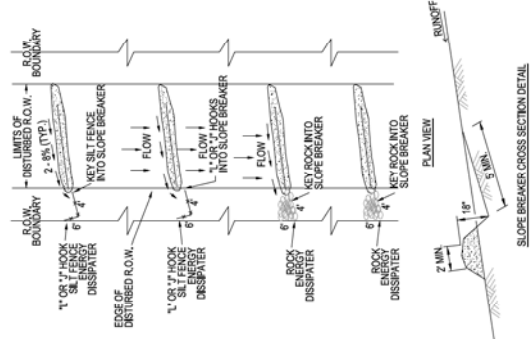 R.O.W.
BOUNDARY
LIMITS OF
DISTURBED R.O.W.
R.O.W.
BOUNDARY
2 - 8% (TYP.)
"L" OR "J" HOOK
SILT FENCE
ENERGY
DISSIPATER
6'
4'
KEY SILT FENCE
INTO SLOPE BREAKER
EDGE OF
DISTURBED R.O.W.
FLOW
"L" OR "J" HOOK
SILT FENCE
ENERGY
DISSIPATER
6'
4'
FLOW
"L" OR "J" HOOKS
INTO SLOPE BREAKER
FLOW
ROCK
ENERGY
DISSIPATER
6'
4'
KEY ROCK INTO
SLOPE BREAKER
ROCK
ENERGY
DISSIPATER
6'
4'
KEY ROCK INTO
SLOPE BREAKER
PLAN VIEW
2' MIN.
18"
5' MIN.
RUNOFF
SLOPE BREAKER CROSS SECTION DETAIL